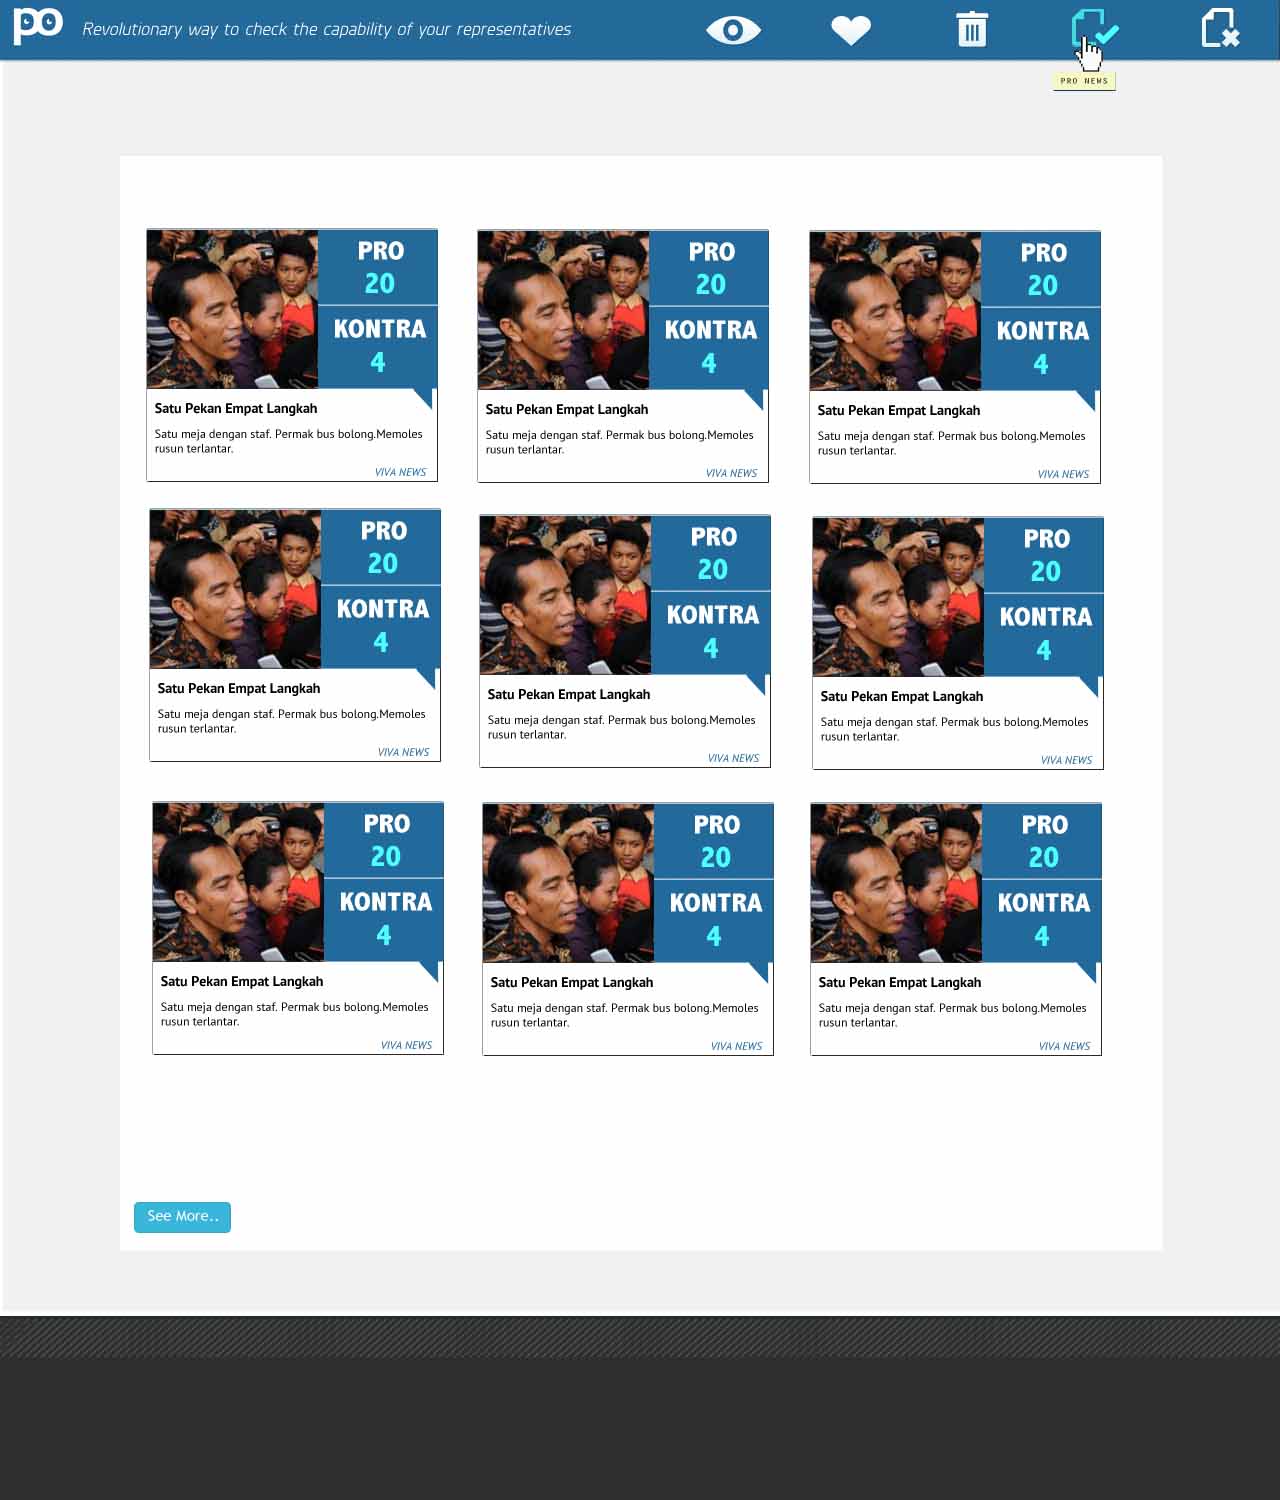 po Revolutionary way to check the capability of your representatives
PRO NEWS
PRO
20
KONTRA
4
Satu Pekan Empat Langkah
Satu meja dengan staf. Permak bus bolong.Memoles
rusun terlantar.
VIVA NEWS
PRO
20
KONTRA
4
Satu Pekan Empat Langkah
Satu meja dengan staf. Permak bus bolong.Memoles
rusun terlantar.
VIVA NEWS
PRO
20
KONTRA
4
Satu Pekan Empat Langkah
Satu meja dengan staf. Permak bus bolong.Memoles
rusun terlantar.
VIVA NEWS
PRO
20
KONTRA
4
Satu Pekan Empat Langkah
Satu meja dengan staf. Permak bus bolong.Memoles
rusun terlantar.
VIVA NEWS
PRO
20
KONTRA
4
Satu Pekan Empat Langkah
Satu meja dengan staf. Permak bus bolong.Memoles
rusun terlantar.
VIVA NEWS
PRO
20
KONTRA
4
Satu Pekan Empat Langkah
Satu meja dengan staf. Permak bus bolong.Memoles
rusun terlantar.
VIVA NEWS
PRO
20
KONTRA
4
Satu Pekan Empat Langkah
Satu meja dengan staf. Permak bus bolong.Memoles
rusun terlantar.
VIVA NEWS
PRO
20
KONTRA
4
Satu Pekan Empat Langkah
Satu meja dengan staf. Permak bus bolong.Memoles
rusun terlantar.
VIVA NEWS
PRO
20
KONTRA
4
Satu Pekan Empat Langkah
Satu meja dengan staf. Permak bus bolong.Memoles
rusun terlantar.
VIVA NEWS
See More..